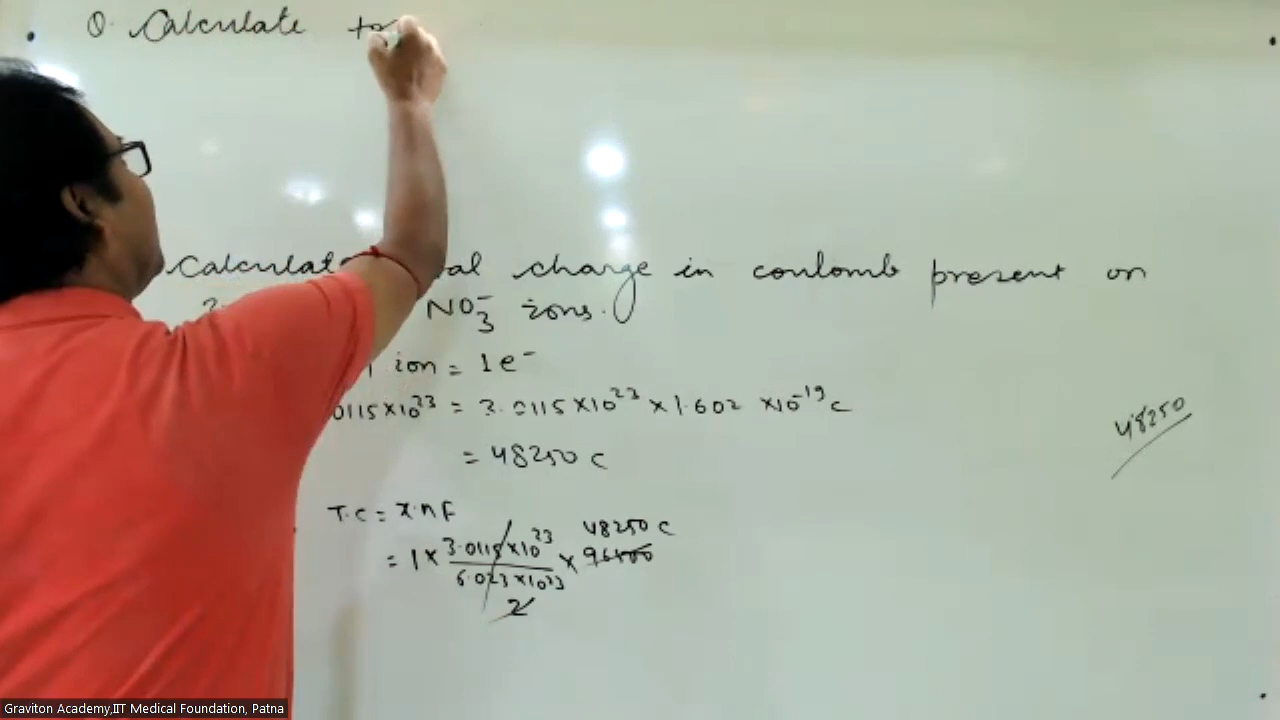 Q. Calculate to
Calculate al charge in coulomb present on
NO₃⁻ ions.
ion = 1e⁻
0115×10²³ = 3.0115×10²³ ×1.602 ×10⁻¹⁹ C
= 48250 C
48250
T.C = x.n F
48250 C
= 1 × 3.0115×10²³ / 6.023×10²³ × 96500
2
Graviton Academy,IIT Medical Foundation, Patna